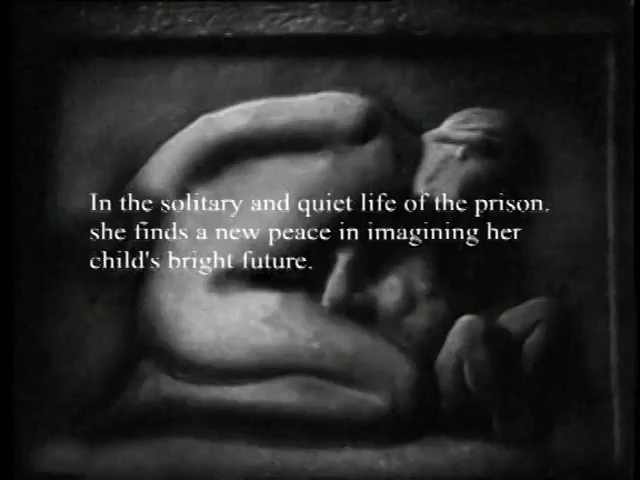 In the solitary and quiet life of the prison,
she finds a new peace in imagining her
child's bright future.